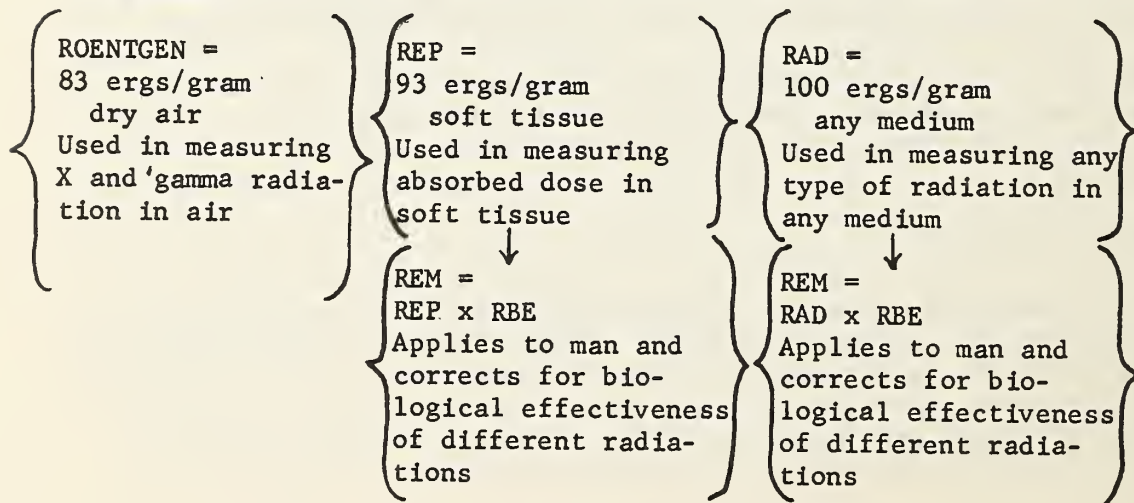 ROENTGEN =
83 ergs/gram
dry air
Used in measuring
X and gamma radia-
tion in air
REP =
93 ergs/gram
soft tissue
Used in measuring
absorbed dose in
soft tissue
↓
REM =
REP x RBE
Applies to man and
corrects for bio-
logical effectiveness
of different radia-
tions
RAD =
100 ergs/gram
any medium
Used in measuring any
type of radiation in
any medium
↓
REM =
RAD x RBE
Applies to man and
corrects for bio-
logical effectiveness
of different radia-
tions